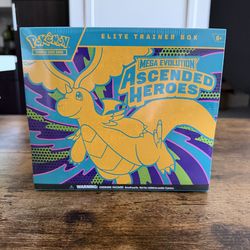 Pokémon
TRADING CARD GAME
ELITE TRAINER BOX
6+
MEGA EVOLUTION
ASCENDED
HEROES
WARNING: